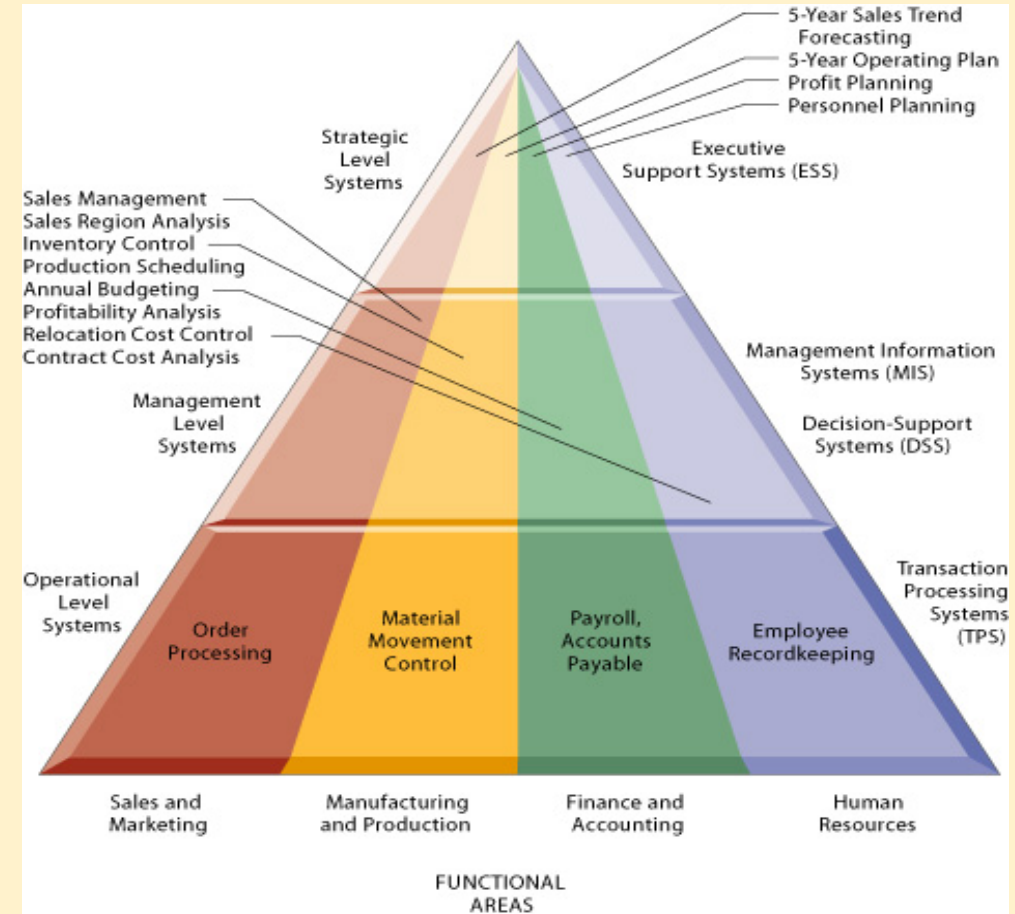 5-Year Sales Trend
Forecasting
5-Year Operating Plan
Profit Planning
Personnel Planning
Strategic
Level
Systems
Executive
Support Systems (ESS)
Sales Management
Sales Region Analysis
Inventory Control
Production Scheduling
Annual Budgeting
Profitability Analysis
Relocation Cost Control
Contract Cost Analysis
Management
Level
Systems
Management Information
Systems (MIS)
Decision-Support
Systems (DSS)
Operational
Level
Systems
Order
Processing
Material
Movement
Control
Payroll,
Accounts
Payable
Employee
Recordkeeping
Transaction
Processing
Systems
(TPS)
Sales and
Marketing
Manufacturing
and Production
Finance and
Accounting
Human
Resources
FUNCTIONAL
AREAS